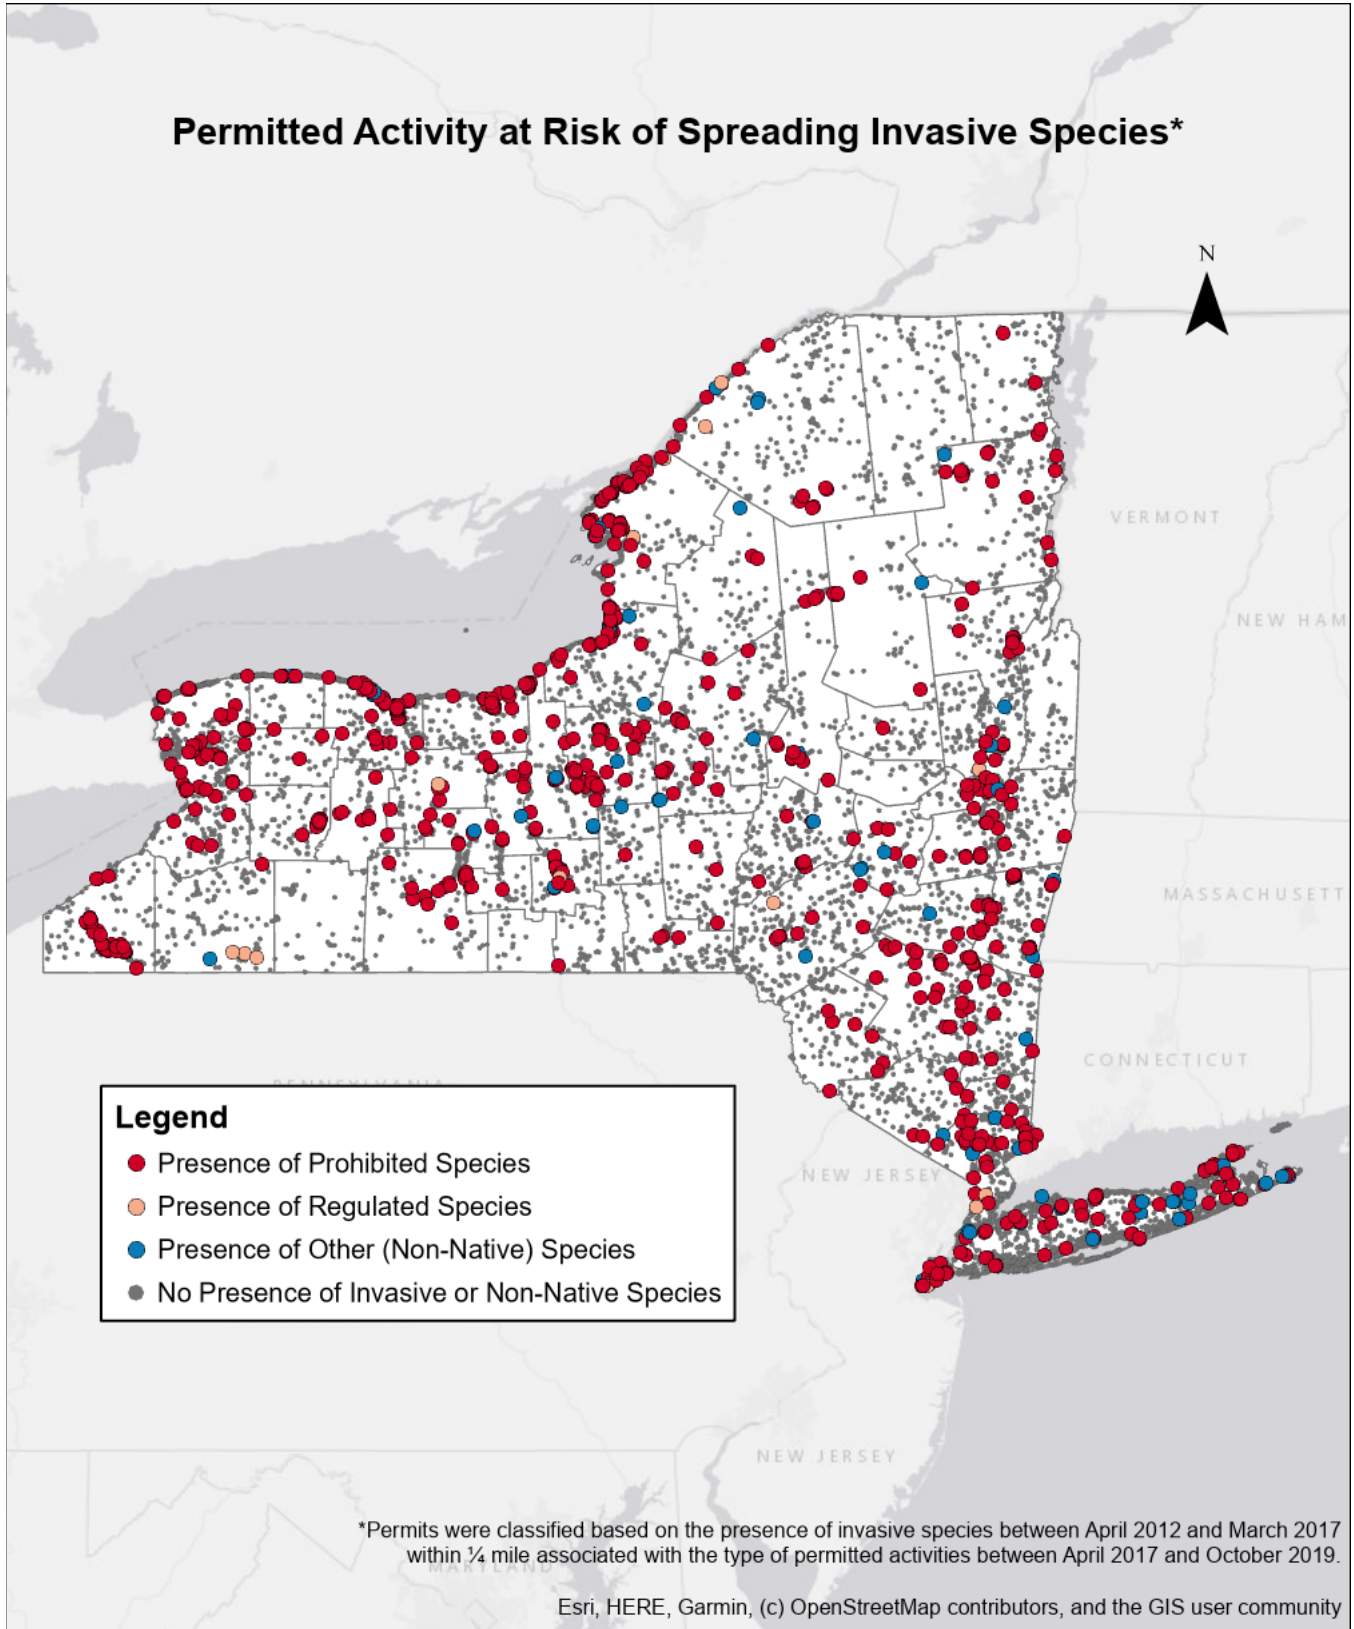 Permitted Activity at Risk of Spreading Invasive Species*
N
VERMONT
NEW HAM
MASSACHUSETT
CONNECTICUT
PENNSYLVANIA
Legend
Presence of Prohibited Species
Presence of Regulated Species
Presence of Other (Non-Native) Species
No Presence of Invasive or Non-Native Species
NEW JERSEY
NEW JERSEY
*Permits were classified based on the presence of invasive species between April 2012 and March 2017
within ¼ mile associated with the type of permitted activities between April 2017 and October 2019.
MARYLAND
Esri, HERE, Garmin, (c) OpenStreetMap contributors, and the GIS user community